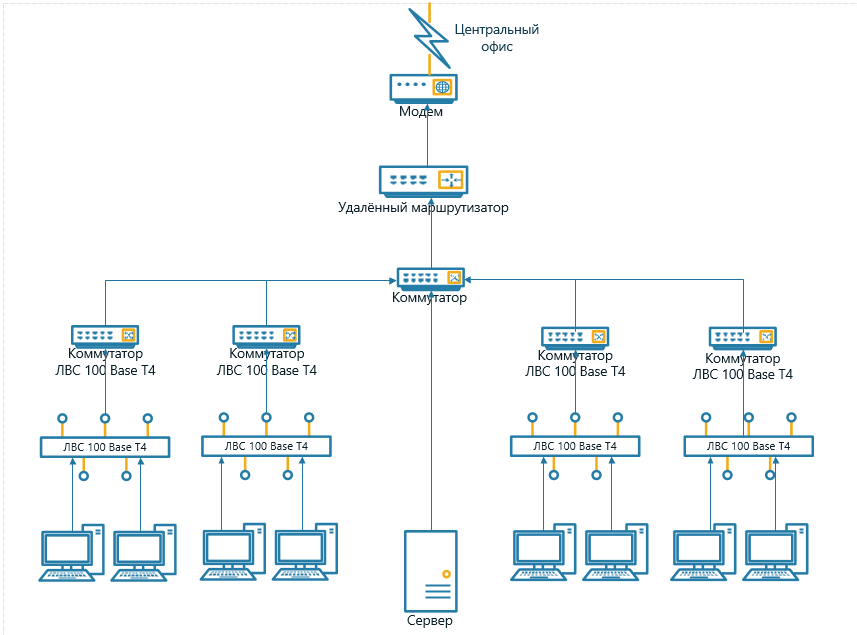 Центральный
офис
Модем
Удалённый маршрутизатор
Коммутатор
Коммутатор
ЛВС 100 Base T4
Коммутатор
ЛВС 100 Base T4
Коммутатор
ЛВС 100 Base T4
Коммутатор
ЛВС 100 Base T4
ЛВС 100 Base T4
ЛВС 100 Base T4
ЛВС 100 Base T4
ЛВС 100 Base T4
Сервер